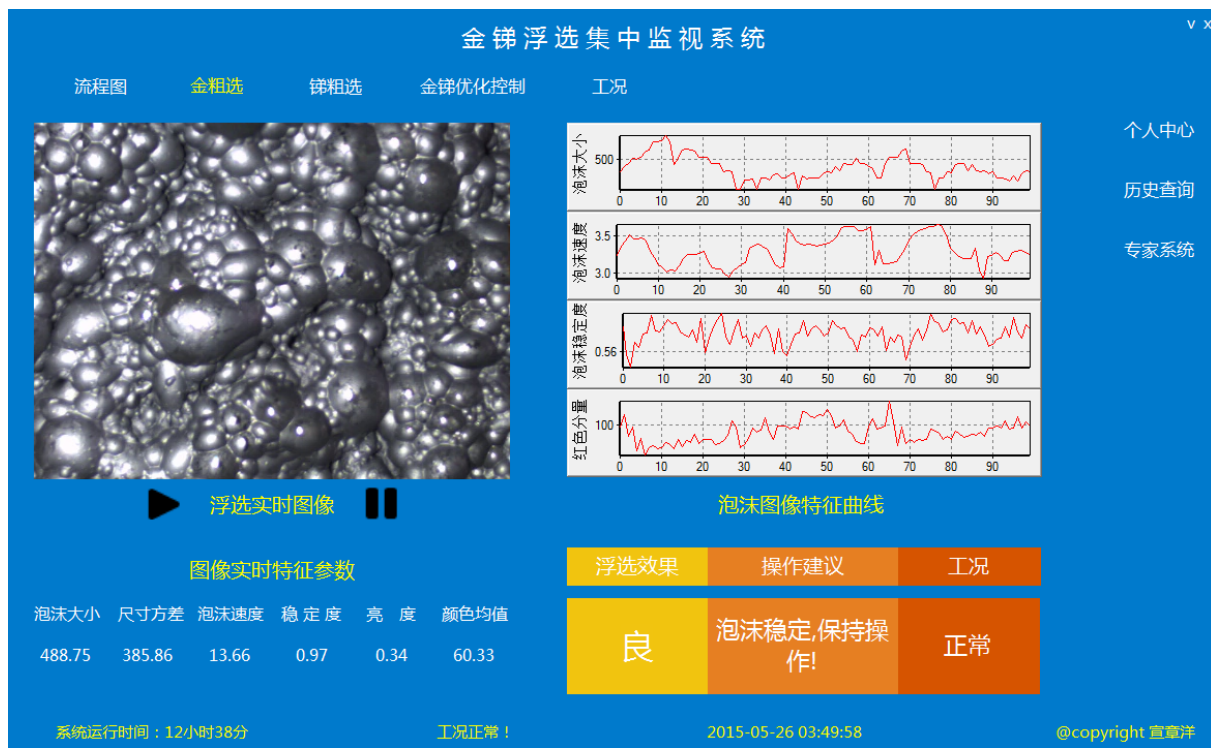 金锑浮选集中监视系统
v x
流程图 金粗选 锑粗选 金锑优化控制 工况
个人中心
历史查询
专家系统
泡沫大小
500
0 10 20 30 40 50 60 70 80 90
泡沫速度
3.5
3.0
0 10 20 30 40 50 60 70 80 90
泡沫稳定度
0.56
0 10 20 30 40 50 60 70 80 90
红色分量
100
0 10 20 30 40 50 60 70 80 90
浮选实时图像
泡沫图像特征曲线
图像实时特征参数
泡沫大小 尺寸方差 泡沫速度 稳定度 亮 度 颜色均值
488.75 385.86 13.66 0.97 0.34 60.33
浮选效果 操作建议 工况
良
泡沫稳定,保持操
作!
正常
系统运行时间：12小时38分 工况正常！ 2015-05-26 03:49:58 @copyright 宣章洋